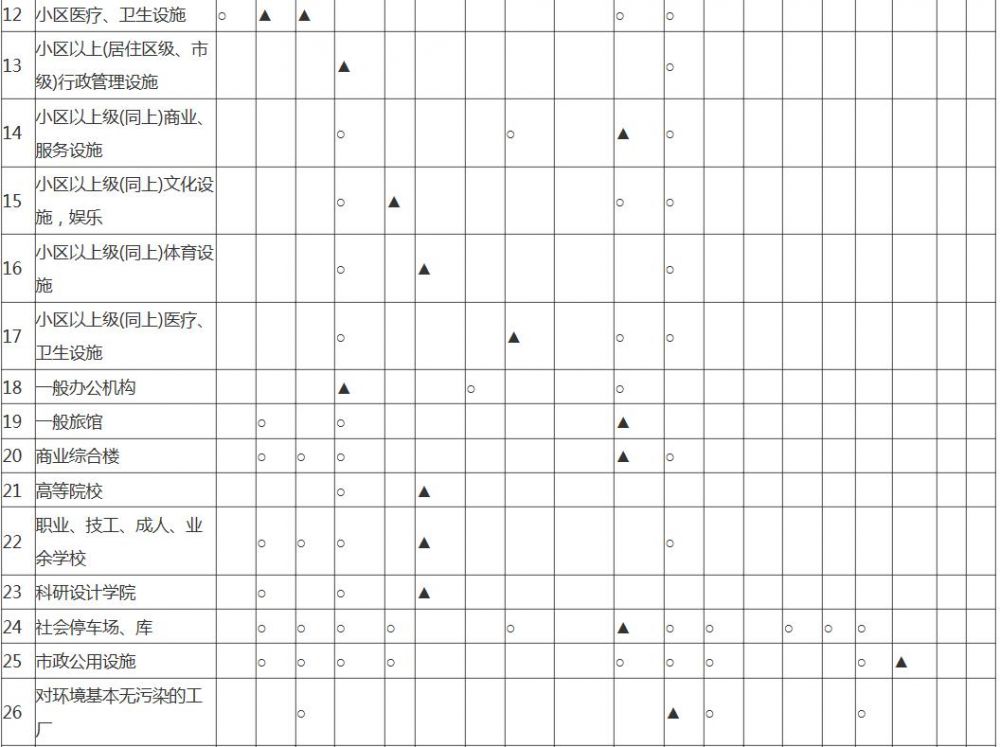 12 小区医疗、卫生设施 ○ ▲ ▲ ○ ○
小区以上(居住区级、市
13 ▲ ○
级)行政管理设施
小区以上级(同上)商业、
14 ○ ○ ▲ ○
服务设施
小区以上级(同上)文化设
15 ○ ▲ ○ ○
施，娱乐
小区以上级(同上)体育设
16 ○ ▲ ○
施
小区以上级(同上)医疗、
17 ○ ▲ ○ ○
卫生设施
18 一般办公机构 ▲ ○ ○
19 一般旅馆 ○ ○ ▲
20 商业综合楼 ○ ○ ○ ▲ ○
21 高等院校 ○ ▲
职业、技工、成人、业
22 ○ ○ ○ ▲ ○
余学校
23 科研设计学院 ○ ○ ▲
24 社会停车场、库 ○ ○ ○ ○ ○ ▲ ○ ○ ○ ○ ○
25 市政公用设施 ○ ○ ○ ○ ○ ○ ○ ○ ▲
对环境基本无污染的工
26 ○ ▲ ○ ○
厂